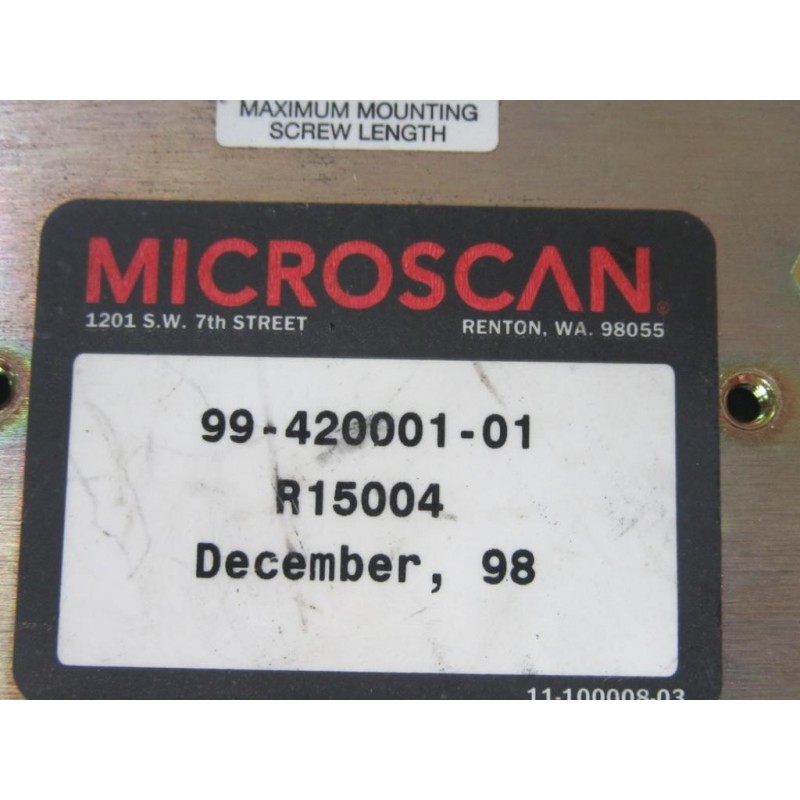 MAXIMUM MOUNTING
SCREW LENGTH
MICROSCAN®
1201 S.W. 7th STREET RENTON, WA. 98055
99-420001-01
R15004
December, 98
11-100008-03